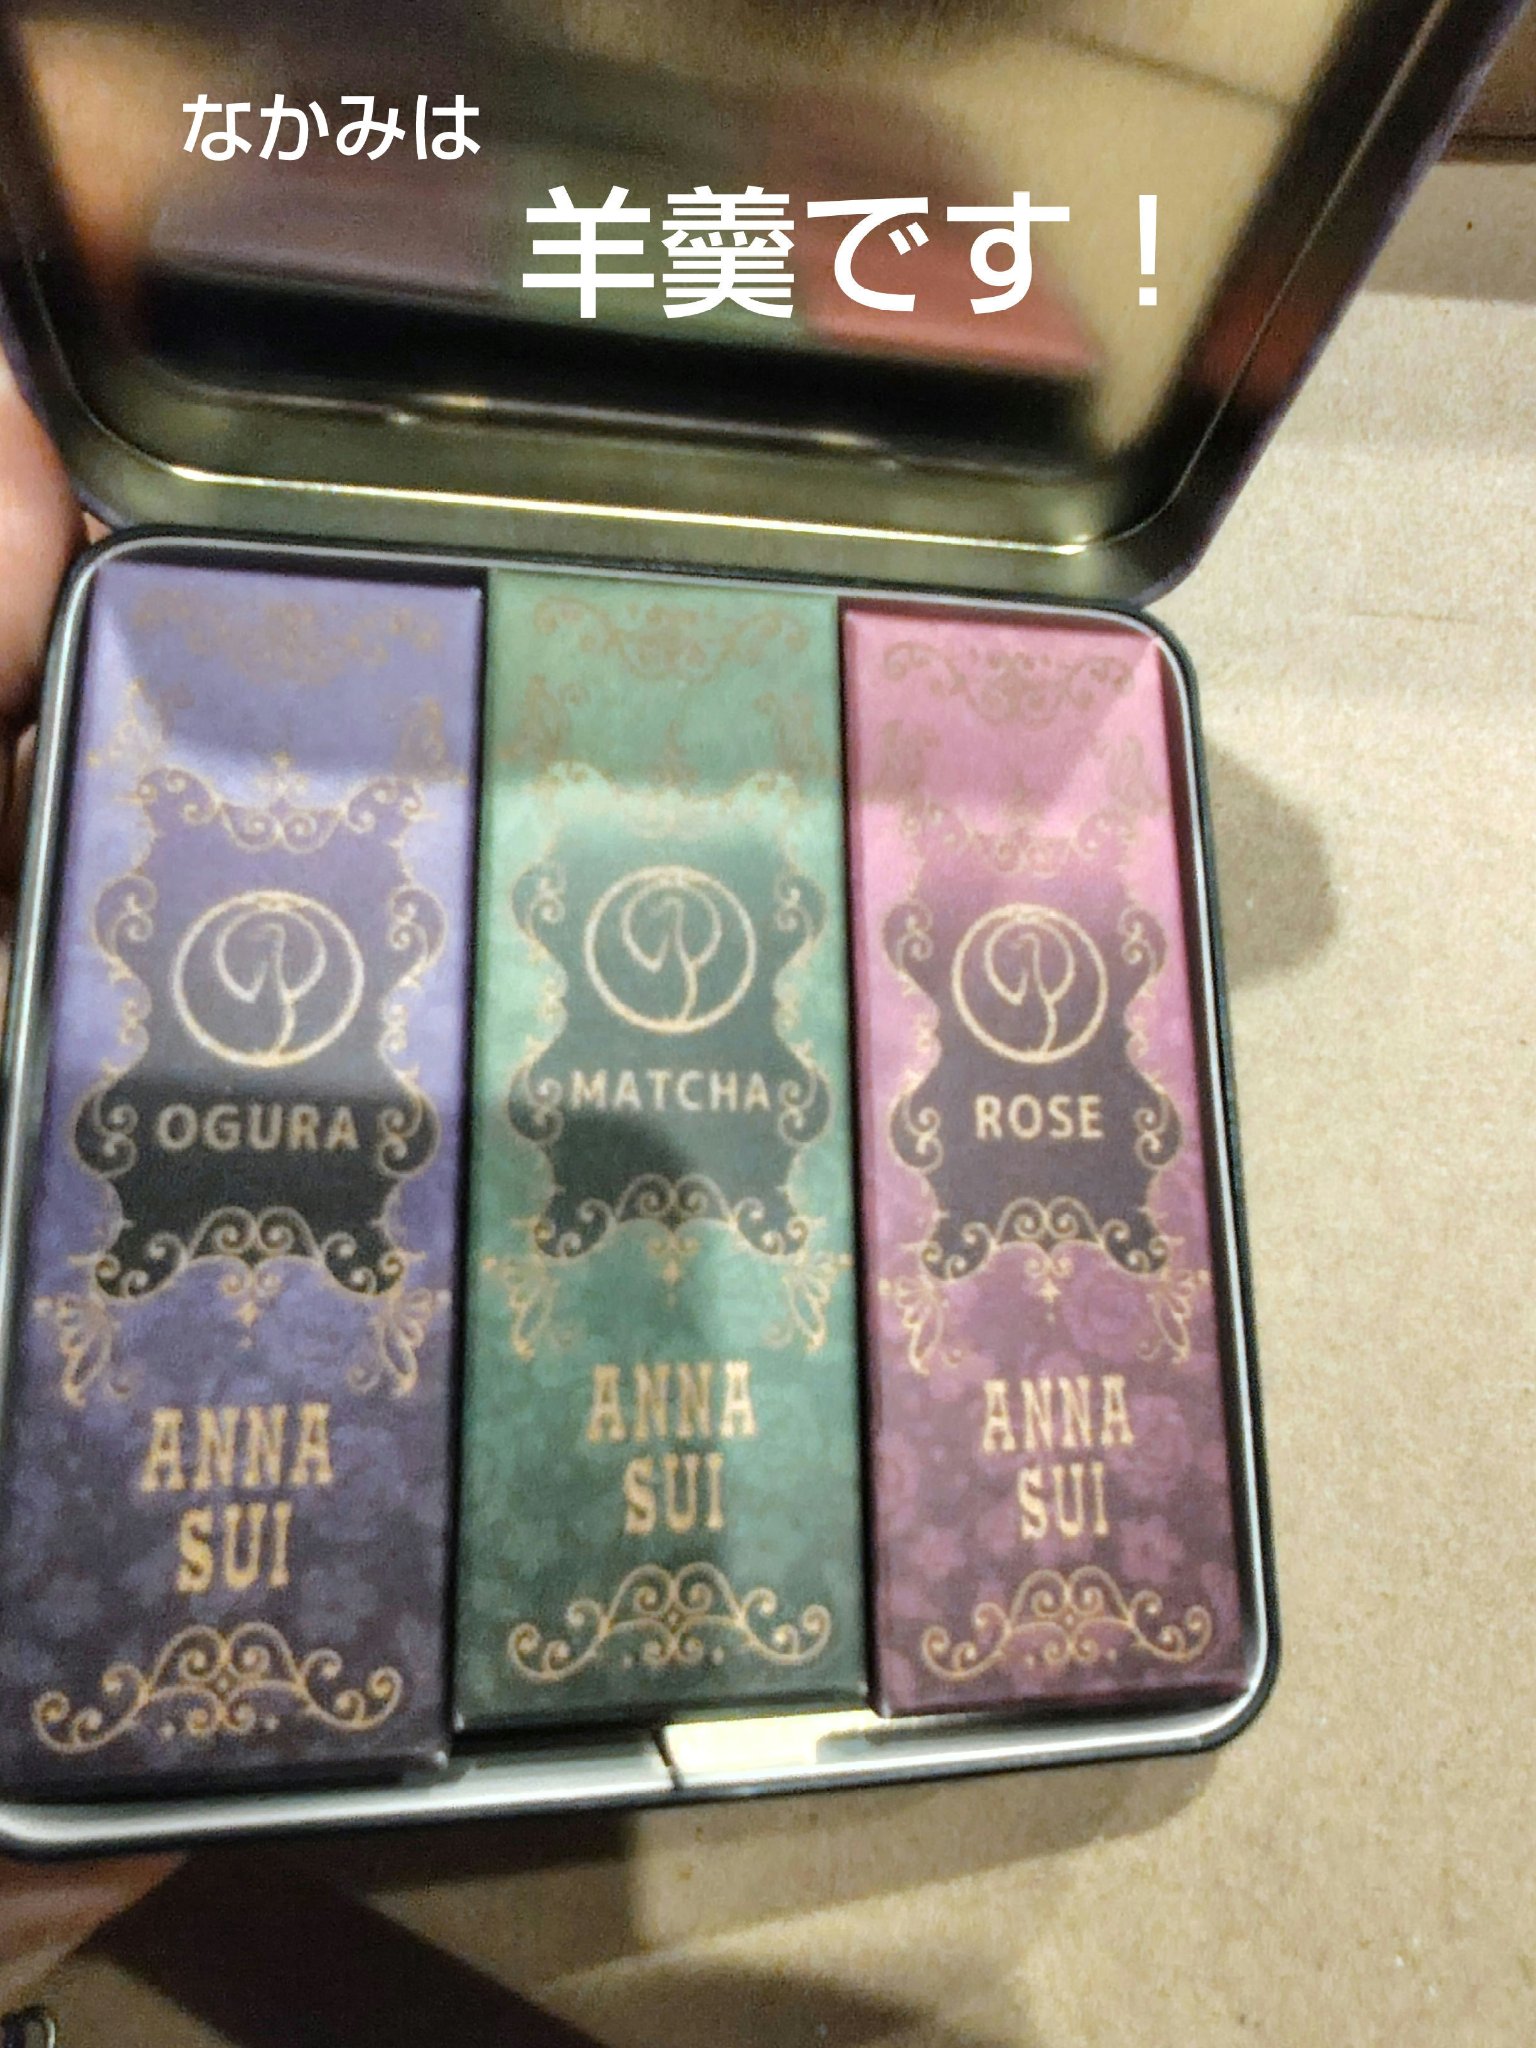 なかみは
羊羹です！
OGURA
ANNA
SUI
MATCHA
ANNA
SUI
ROSE
ANNA
SUI